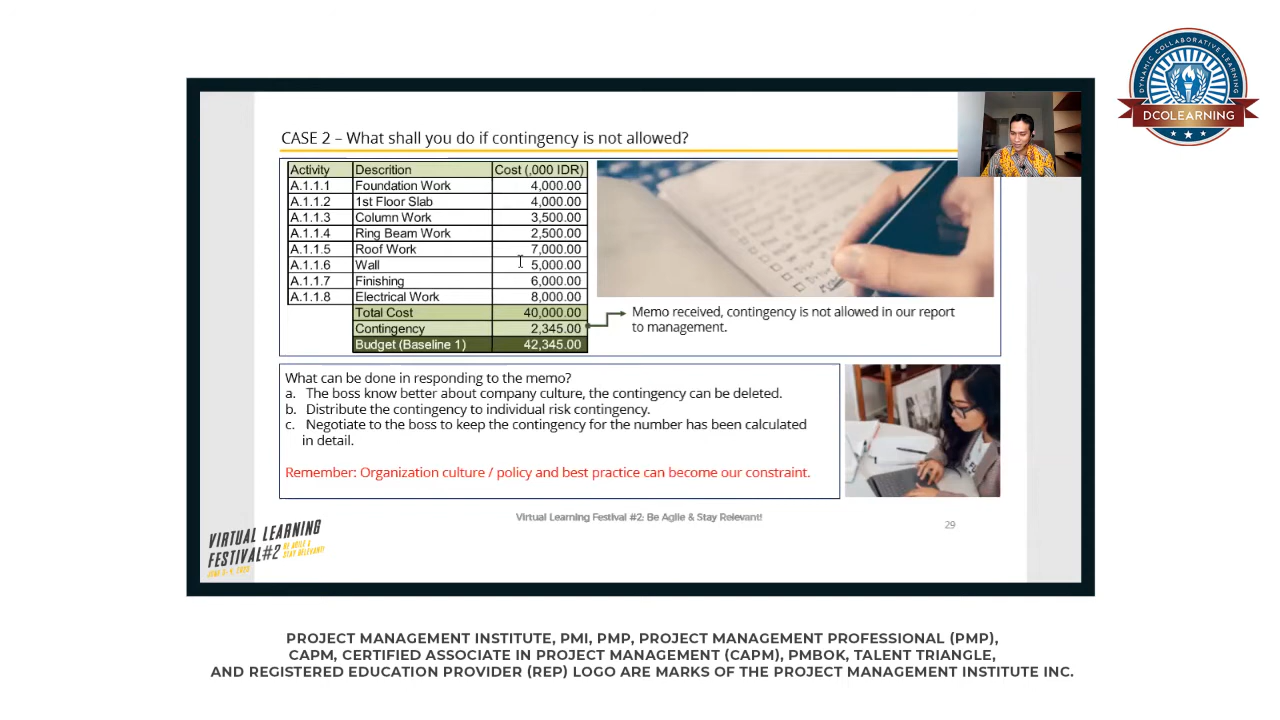 DYNAMIC COLLABORATIVE LEARNING
DCOLEARNING
CASE 2 – What shall you do if contingency is not allowed?
Activity Descrition Cost (,000 IDR)
A.1.1.1 Foundation Work 4,000.00
A.1.1.2 1st Floor Slab 4,000.00
A.1.1.3 Column Work 3,500.00
A.1.1.4 Ring Beam Work 2,500.00
A.1.1.5 Roof Work 7,000.00
A.1.1.6 Wall 5,000.00
A.1.1.7 Finishing 6,000.00
A.1.1.8 Electrical Work 8,000.00
Total Cost 40,000.00
Contingency 2,345.00
Budget (Baseline 1) 42,345.00
Memo received, contingency is not allowed in our report
to management.
What can be done in responding to the memo?
a. The boss know better about company culture, the contingency can be deleted.
b. Distribute the contingency to individual risk contingency.
c. Negotiate to the boss to keep the contingency for the number has been calculated
in detail.
Remember: Organization culture / policy and best practice can become our constraint.
Virtual Learning Festival #2: Be Agile & Stay Relevant!
29
VIRTUAL LEARNING
FESTIVAL#2 BE AGILE &
STAY RELEVANT!
PROJECT MANAGEMENT INSTITUTE, PMI, PMP, PROJECT MANAGEMENT PROFESSIONAL (PMP),
CAPM, CERTIFIED ASSOCIATE IN PROJECT MANAGEMENT (CAPM), PMBOK, TALENT TRIANGLE,
AND REGISTERED EDUCATION PROVIDER (REP) LOGO ARE MARKS OF THE PROJECT MANAGEMENT INSTITUTE INC.